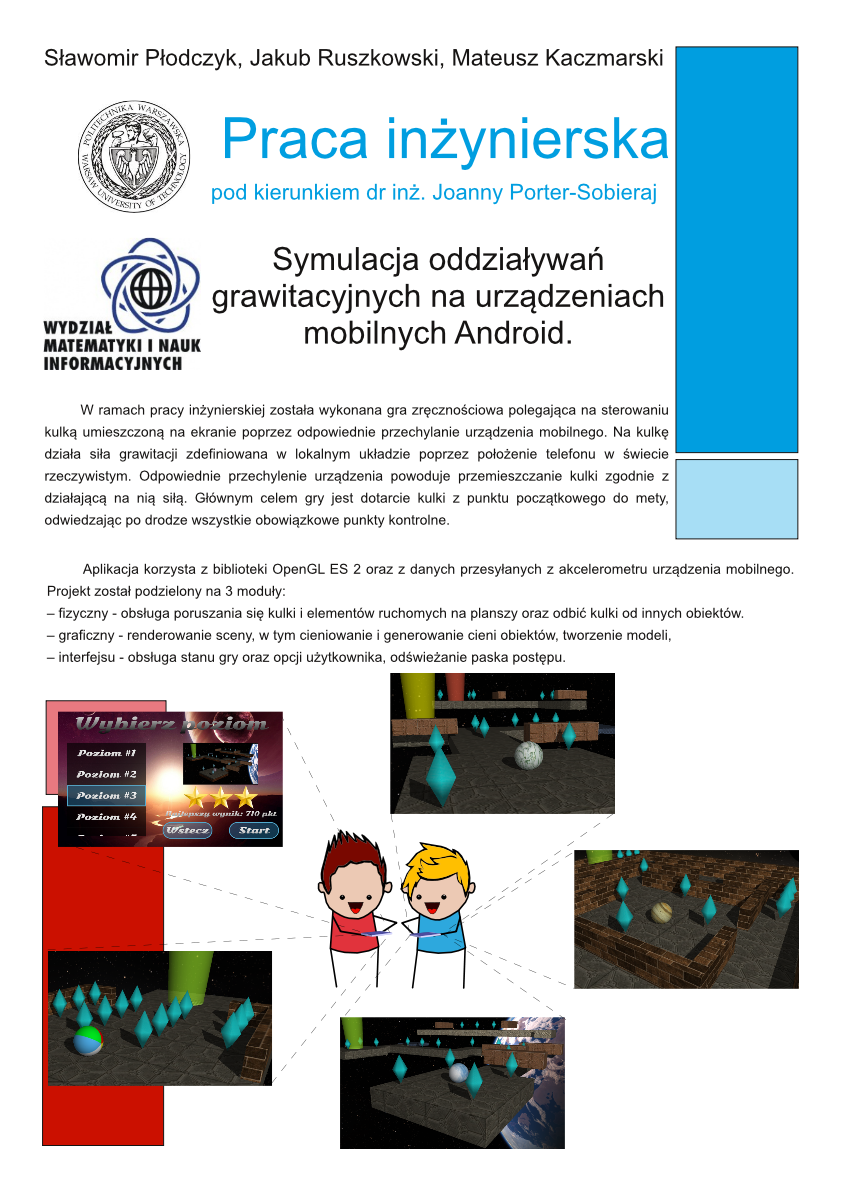 Sławomir Płodczyk, Jakub Ruszkowski, Mateusz Kaczmarski
POLITECHNIKA WARSZAWSKA
WARSAW UNIVERSITY OF TECHNOLOGY
Praca inżynierska
pod kierunkiem dr inż. Joanny Porter-Sobieraj
WYDZIAŁ
MATEMATYKI I NAUK
INFORMACYJNYCH
Symulacja oddziaływań
grawitacyjnych na urządzeniach
mobilnych Android.
W ramach pracy inżynierskiej została wykonana gra zręcznościowa polegająca na sterowaniu
kulką umieszczoną na ekranie poprzez odpowiednie przechylanie urządzenia mobilnego. Na kulkę
działa siła grawitacji zdefiniowana w lokalnym układzie poprzez położenie telefonu w świecie
rzeczywistym. Odpowiednie przechylenie urządzenia powoduje przemieszczanie kulki zgodnie z
działającą na nią siłą. Głównym celem gry jest dotarcie kulki z punktu początkowego do mety,
odwiedzając po drodze wszystkie obowiązkowe punkty kontrolne.
Aplikacja korzysta z biblioteki OpenGL ES 2 oraz z danych przesyłanych z akcelerometru urządzenia mobilnego.
Projekt został podzielony na 3 moduły:
– fizyczny - obsługa poruszania się kulki i elementów ruchomych na planszy oraz odbić kulki od innych obiektów.
– graficzny - renderowanie sceny, w tym cieniowanie i generowanie cieni obiektów, tworzenie modeli,
– interfejsu - obsługa stanu gry oraz opcji użytkownika, odświeżanie paska postępu.
Wybierz poziom
Poziom #1
Poziom #2
Poziom #3
Poziom #4
Najlepszy wynik: 710 pkt
Wstecz
Start